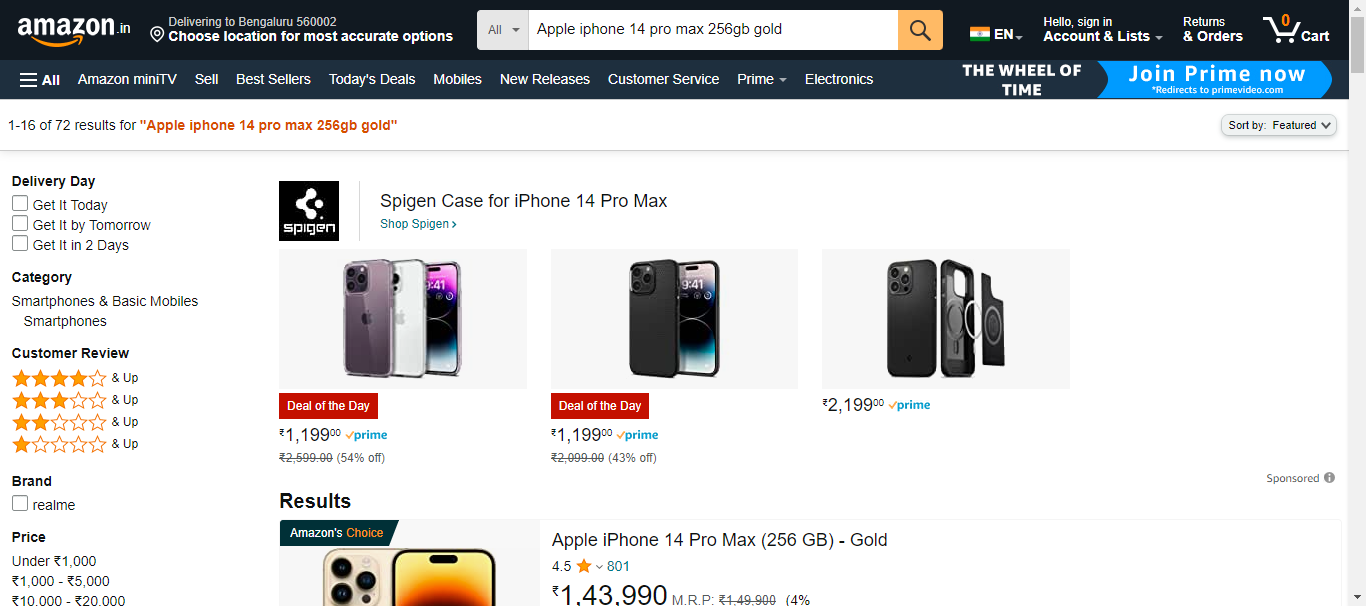 amazon.in
Delivering to Bengaluru 560002
Choose location for most accurate options
All
Apple iphone 14 pro max 256gb gold
EN
Hello, sign in
Account & Lists
Returns
& Orders
0
Cart
All
Amazon miniTV
Sell
Best Sellers
Today's Deals
Mobiles
New Releases
Customer Service
Prime
Electronics
THE WHEEL OF
TIME
Join Prime now
*Redirects to primevideo.com
1-16 of 72 results for "Apple iphone 14 pro max 256gb gold"
Sort by: Featured
Delivery Day
Get It Today
Get It by Tomorrow
Get It in 2 Days
Category
Smartphones & Basic Mobiles
Smartphones
Customer Review
& Up
& Up
& Up
& Up
Brand
realme
Price
Under ₹1,000
₹1,000 - ₹5,000
₹10,000 - ₹20,000
spigen
Spigen Case for iPhone 14 Pro Max
Shop Spigen ›
9:41
9:41
Deal of the Day
₹1,199⁰⁰ prime
₹2,599.00 (54% off)
Deal of the Day
₹1,199⁰⁰ prime
₹2,099.00 (43% off)
₹2,199⁰⁰ prime
Sponsored
Results
Amazon's Choice
Apple iPhone 14 Pro Max (256 GB) - Gold
4.5 801
₹1,43,990 M.R.P: ₹1,49,900 (4%